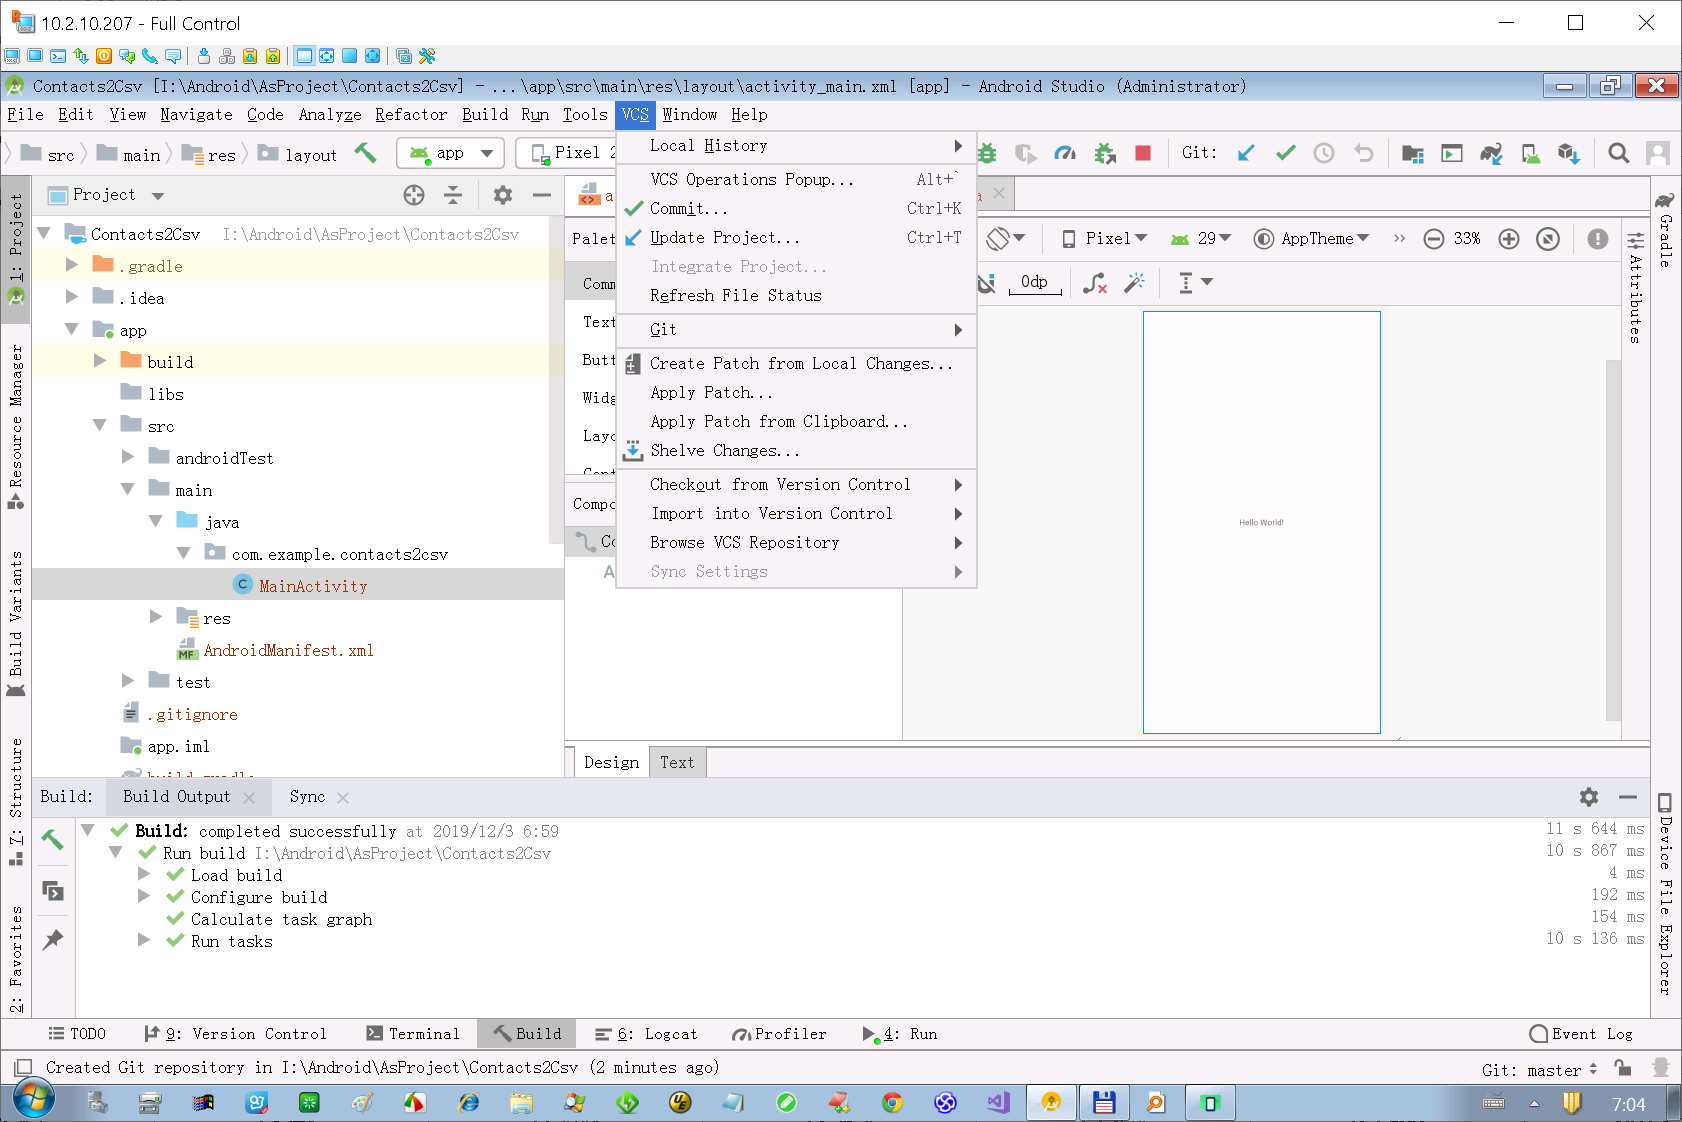 10.2.10.207 - Full Control
Contacts2Csv [I:\Android\AsProject\Contacts2Csv] - ...\app\src\main\res\layout\activity_main.xml [app] - Android Studio (Administrator)
File Edit View Navigate Code Analyze Refactor Build Run Tools VCS Window Help
src main res layout app Pixel 2 Git:
Project
Contacts2Csv I:\Android\AsProject\Contacts2Csv
.gradle
.idea
app
build
libs
src
androidTest
main
java
com.example.contacts2csv
MainActivity
res
MF AndroidManifest.xml
test
.gitignore
app.iml
build.gradle
1: Project
Resource Manager
Build Variants
7: Structure
2: Favorites
Local History
VCS Operations Popup... Alt+`
Commit... Ctrl+K
Update Project... Ctrl+T
Integrate Project...
Refresh File Status
Git
Create Patch from Local Changes...
Apply Patch...
Apply Patch from Clipboard...
Shelve Changes...
Checkout from Version Control
Import into Version Control
Browse VCS Repository
Sync Settings
Palet
Comm
Text
Butt
Widg
Layo
Compo
Co
A
Pixel 29 AppTheme 33%
0dp
Hello World!
Design Text
Gradle
Attributes
Device File Explorer
Build: Build Output Sync
Build: completed successfully at 2019/12/3 6:59 11 s 644 ms
Run build I:\Android\AsProject\Contacts2Csv 10 s 867 ms
Load build 4 ms
Configure build 192 ms
Calculate task graph 154 ms
Run tasks 10 s 136 ms
TODO 9: Version Control Terminal Build 6: Logcat Profiler 4: Run Event Log
Created Git repository in I:\Android\AsProject\Contacts2Csv (2 minutes ago) Git: master
7:04